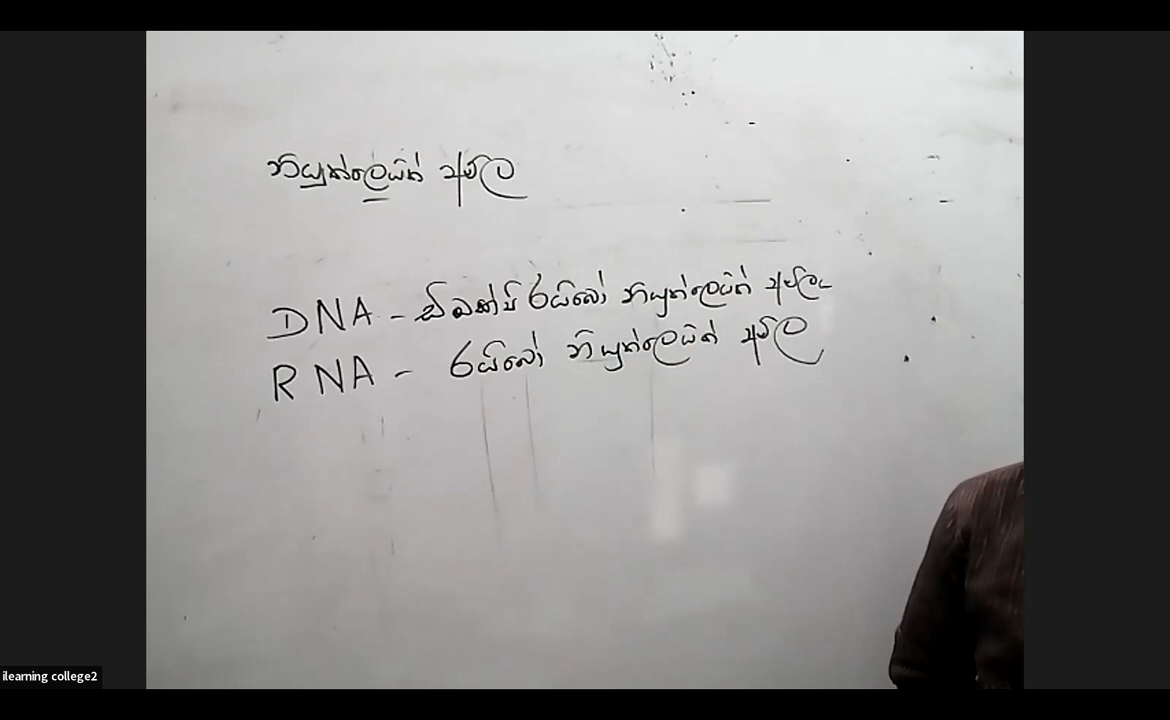 නියුක්ලෙයික් අම්ල
DNA - ඩිඔක්සි රයිබෝ නියුක්ලෙයික් අම්ලය
RNA - රයිබෝ නියුක්ලෙයික් අම්ල
ilearning college2